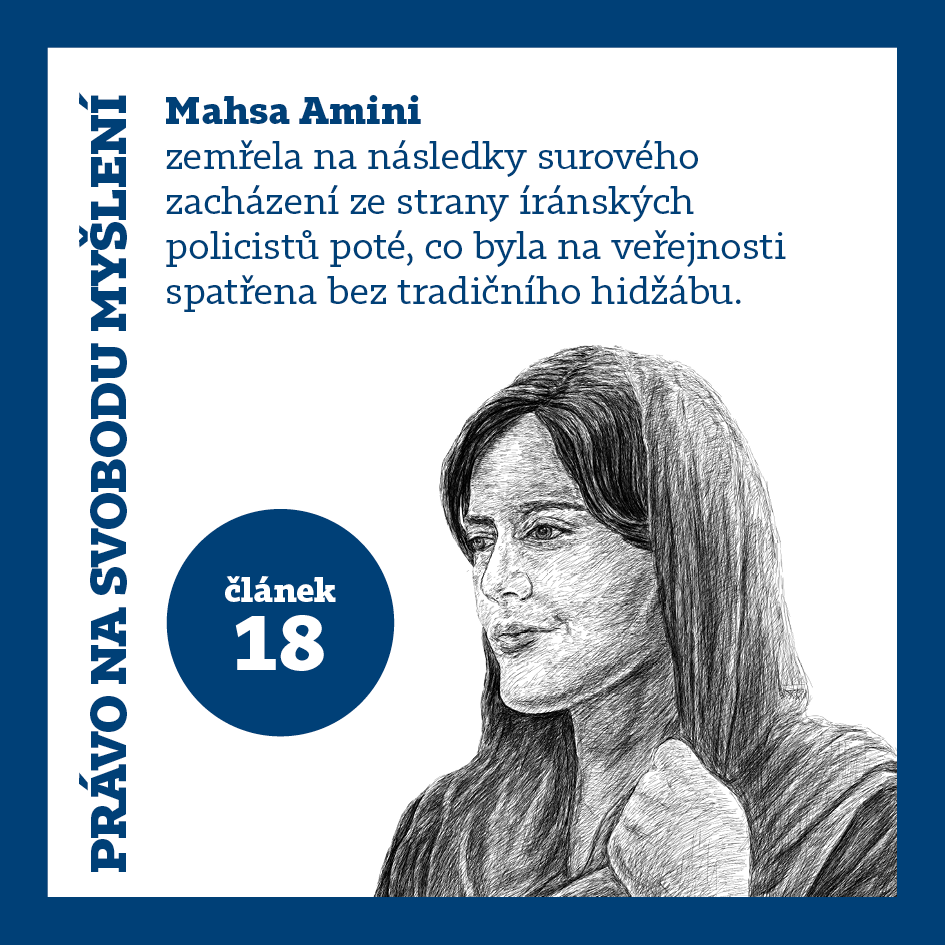 PRÁVO NA SVOBODU MYŠLENÍ
Mahsa Amini
zemřela na následky surového
zacházení ze strany íránských
policistů poté, co byla na veřejnosti
spatřena bez tradičního hidžábu.
článek
18